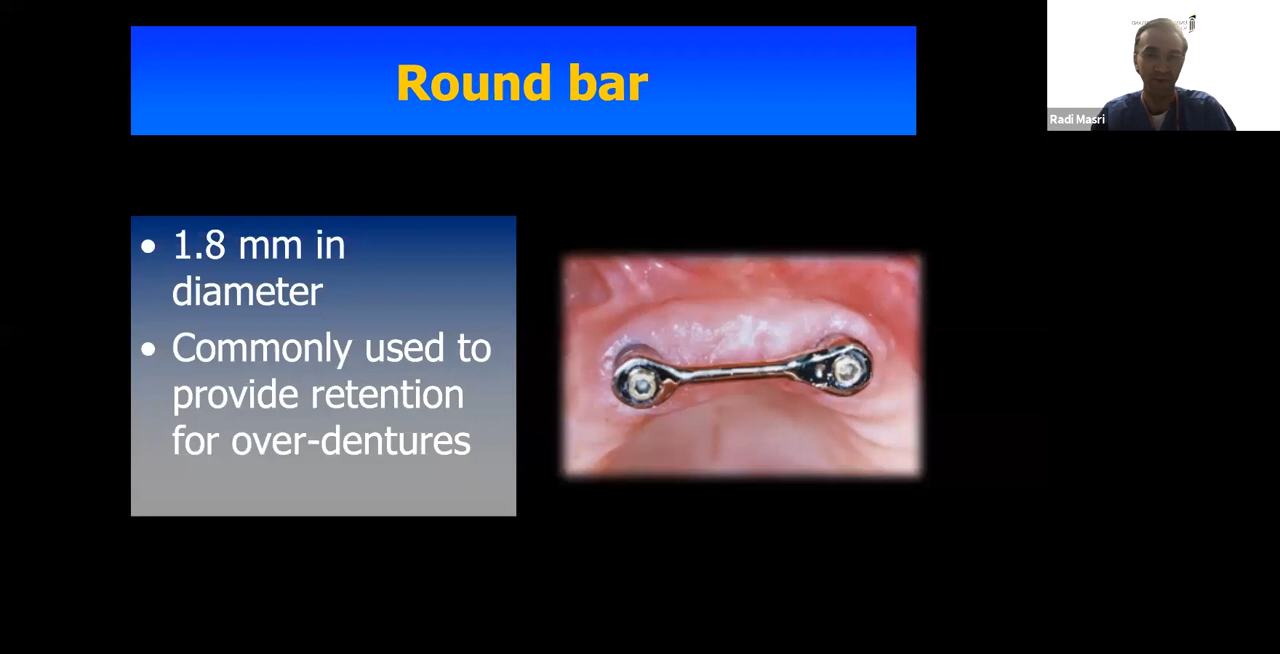 Round bar
• 1.8 mm in
diameter
• Commonly used to
provide retention
for over-dentures
Radi Masri